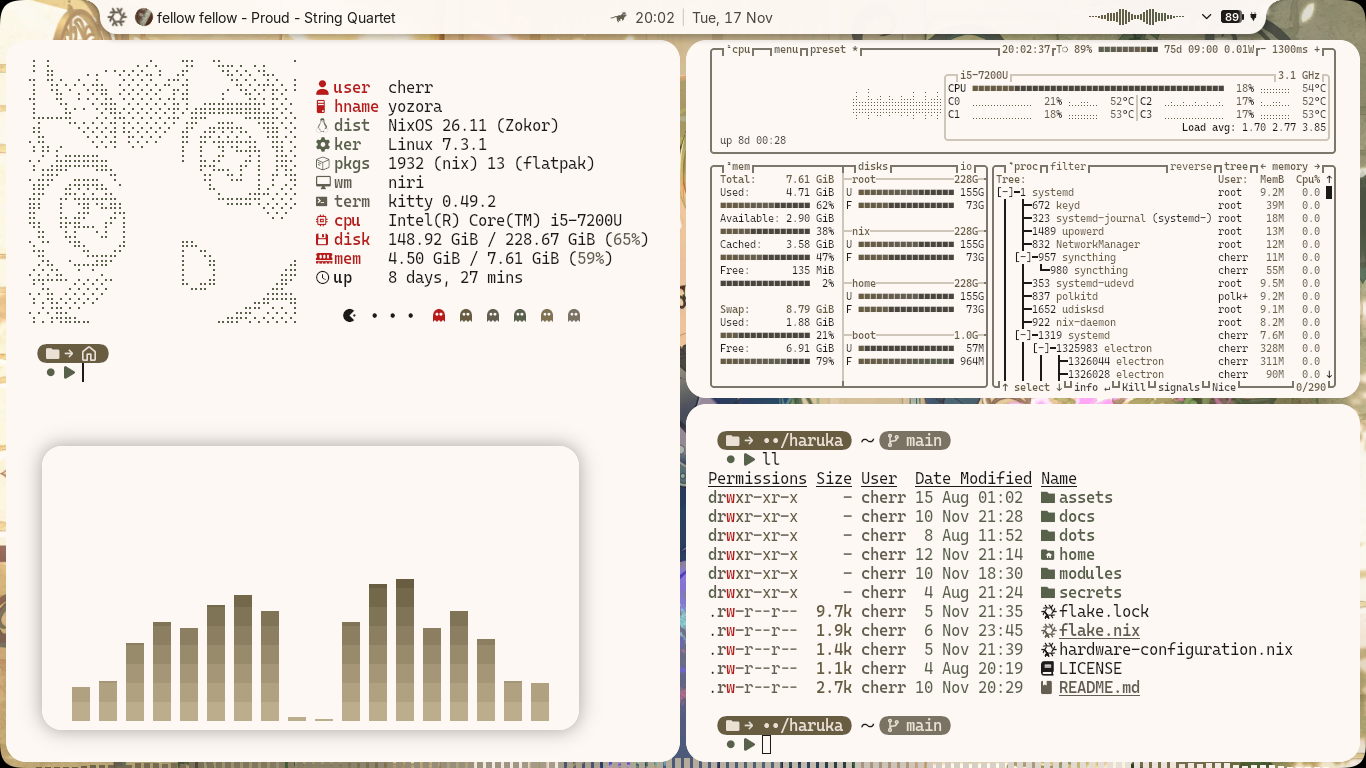 fellow fellow - Proud - String Quartet
20:02 Tue, 17 Nov
89
user cherr
hname yozora
dist NixOS 26.11 (Zokor)
ker Linux 7.3.1
pkgs 1932 (nix) 13 (flatpak)
wm niri
term kitty 0.49.2
cpu Intel(R) Core(TM) i5-7200U
disk 148.92 GiB / 228.67 GiB (65%)
mem 4.50 GiB / 7.61 GiB (59%)
up 8 days, 27 mins
¹cpu menu preset * 20:02:37 89% 75d 09:00 0.01W - 1300ms +
i5-7200U 3.1 GHz
CPU 18% 54°C
C0 21% 52°C C2 17% 52°C
C1 18% 53°C C3 17% 53°C
Load avg: 1.70 2.77 3.85
up 8d 00:28
²mem
Total: 7.61 GiB
Used: 4.71 GiB
62%
Available: 2.90 GiB
38%
Cached: 3.58 GiB
47%
Free: 135 MiB
2%
Swap: 8.79 GiB
Used: 1.88 GiB
21%
Free: 6.91 GiB
79%
disks io
root 228G
U 155G
F 73G
nix 228G
U 155G
F 73G
home 228G
U 155G
F 73G
boot 1.0G
U 57M
F 964M
⁴proc filter reverse tree ← memory →
Tree: User: MemB Cpu% ↑
[-]─1 systemd root 9.2M 0.0
672 keyd root 39M 0.0
323 systemd-journal (systemd-) root 18M 0.0
1489 upowerd root 13M 0.0
832 NetworkManager root 12M 0.0
[-]─957 syncthing cherr 11M 0.0
980 syncthing cherr 55M 0.0
353 systemd-udevd root 9.5M 0.0
837 polkitd polk+ 9.2M 0.0
1652 udisksd root 9.1M 0.0
922 nix-daemon root 8.2M 0.0
[-]─1319 systemd cherr 7.6M 0.0
[-]─1325983 electron cherr 328M 0.0
1326044 electron cherr 311M 0.0
1326028 electron cherr 90M 0.0 ↓
↑ select ↓ info ↵ Kill signals Nice 0/290
→ ••/haruka ~ main
ll
Permissions Size User Date Modified Name
drwxr-xr-x - cherr 15 Aug 01:02 assets
drwxr-xr-x - cherr 10 Nov 21:28 docs
drwxr-xr-x - cherr 8 Aug 11:52 dots
drwxr-xr-x - cherr 12 Nov 21:14 home
drwxr-xr-x - cherr 10 Nov 18:30 modules
drwxr-xr-x - cherr 4 Aug 21:24 secrets
.rw-r--r-- 9.7k cherr 5 Nov 21:35 flake.lock
.rw-r--r-- 1.9k cherr 6 Nov 23:45 flake.nix
.rw-r--r-- 1.4k cherr 5 Nov 21:39 hardware-configuration.nix
.rw-r--r-- 1.1k cherr 4 Aug 20:19 LICENSE
.rw-r--r-- 2.7k cherr 10 Nov 20:29 README.md
→ ••/haruka ~ main